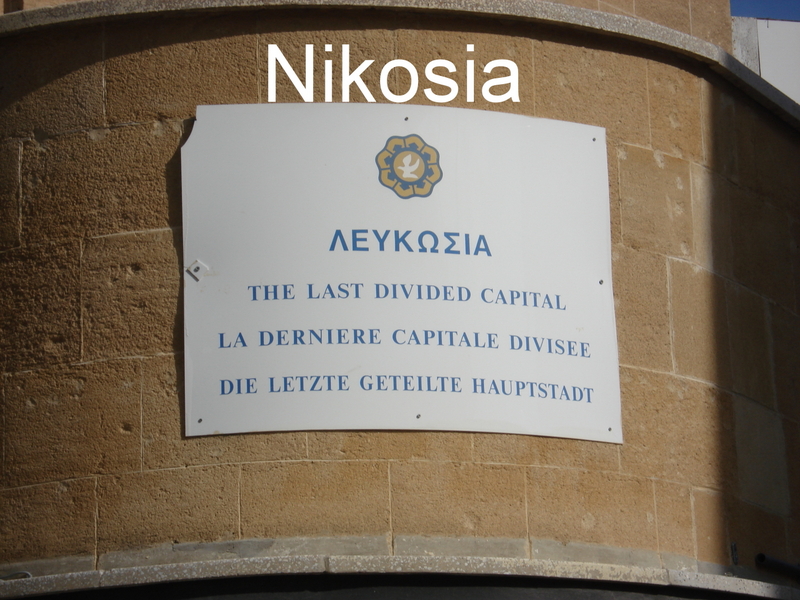 Nikosia
ΛΕΥΚΩΣΙΑ
THE LAST DIVIDED CAPITAL
LA DERNIERE CAPITALE DIVISEE
DIE LETZTE GETEILTE HAUPTSTADT